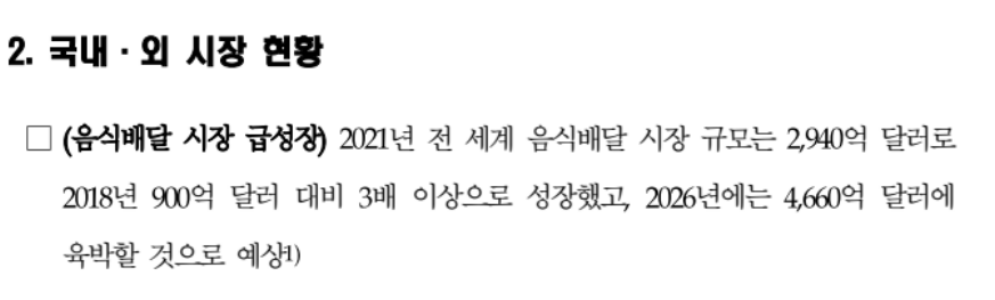 2. 국내 · 외 시장 현황
□ (음식배달 시장 급성장) 2021년 전 세계 음식배달 시장 규모는 2,940억 달러로
2018년 900억 달러 대비 3배 이상으로 성장했고, 2026년에는 4,660억 달러에
육박할 것으로 예상1)